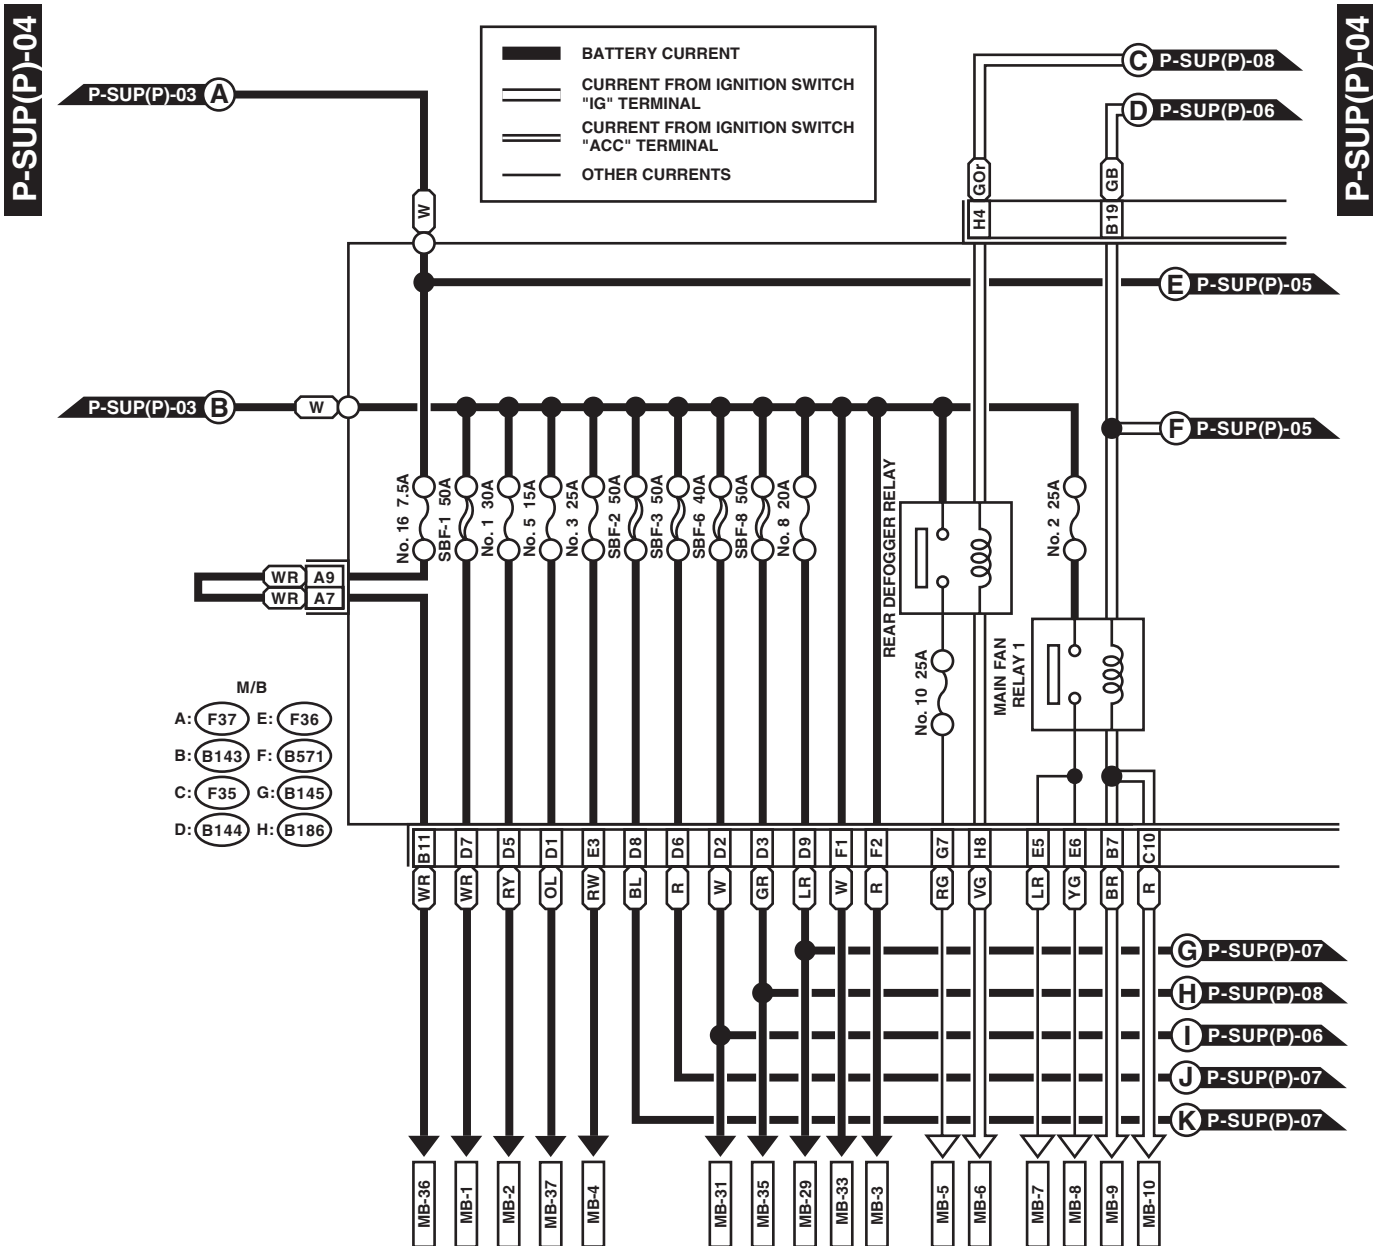 P-SUP(P)-04
P-SUP(P)-04
BATTERY CURRENT
CURRENT FROM IGNITION SWITCH
"IG" TERMINAL
CURRENT FROM IGNITION SWITCH
"ACC" TERMINAL
OTHER CURRENTS
P-SUP(P)-03 A
C P-SUP(P)-08
D P-SUP(P)-06
W
GOr
GB
H4
B19
E P-SUP(P)-05
P-SUP(P)-03 B
W
F P-SUP(P)-05
No. 16 7.5A
SBF-1 50A
No. 1 30A
No. 5 15A
No. 3 25A
SBF-2 50A
SBF-3 50A
SBF-6 40A
SBF-8 50A
No. 8 20A
REAR DEFOGGER RELAY
No. 2 25A
WR A9
WR A7
No. 10 25A
MAIN FAN
RELAY 1
M/B
A: F37 E: F36
B: B143 F: B571
C: F35 G: B145
D: B144 H: B186
B11 D7 D5 D1 E3 D8 D6 D2 D3 D9 F1 F2 G7 H8 E5 E6 B7 C10
WR WR RY OL RW BL R W GR LR W R RG VG LR YG BR R
G P-SUP(P)-07
H P-SUP(P)-08
I P-SUP(P)-06
J P-SUP(P)-07
K P-SUP(P)-07
MB-36 MB-1 MB-2 MB-37 MB-4 MB-31 MB-35 MB-29 MB-33 MB-3 MB-5 MB-6 MB-7 MB-8 MB-9 MB-10